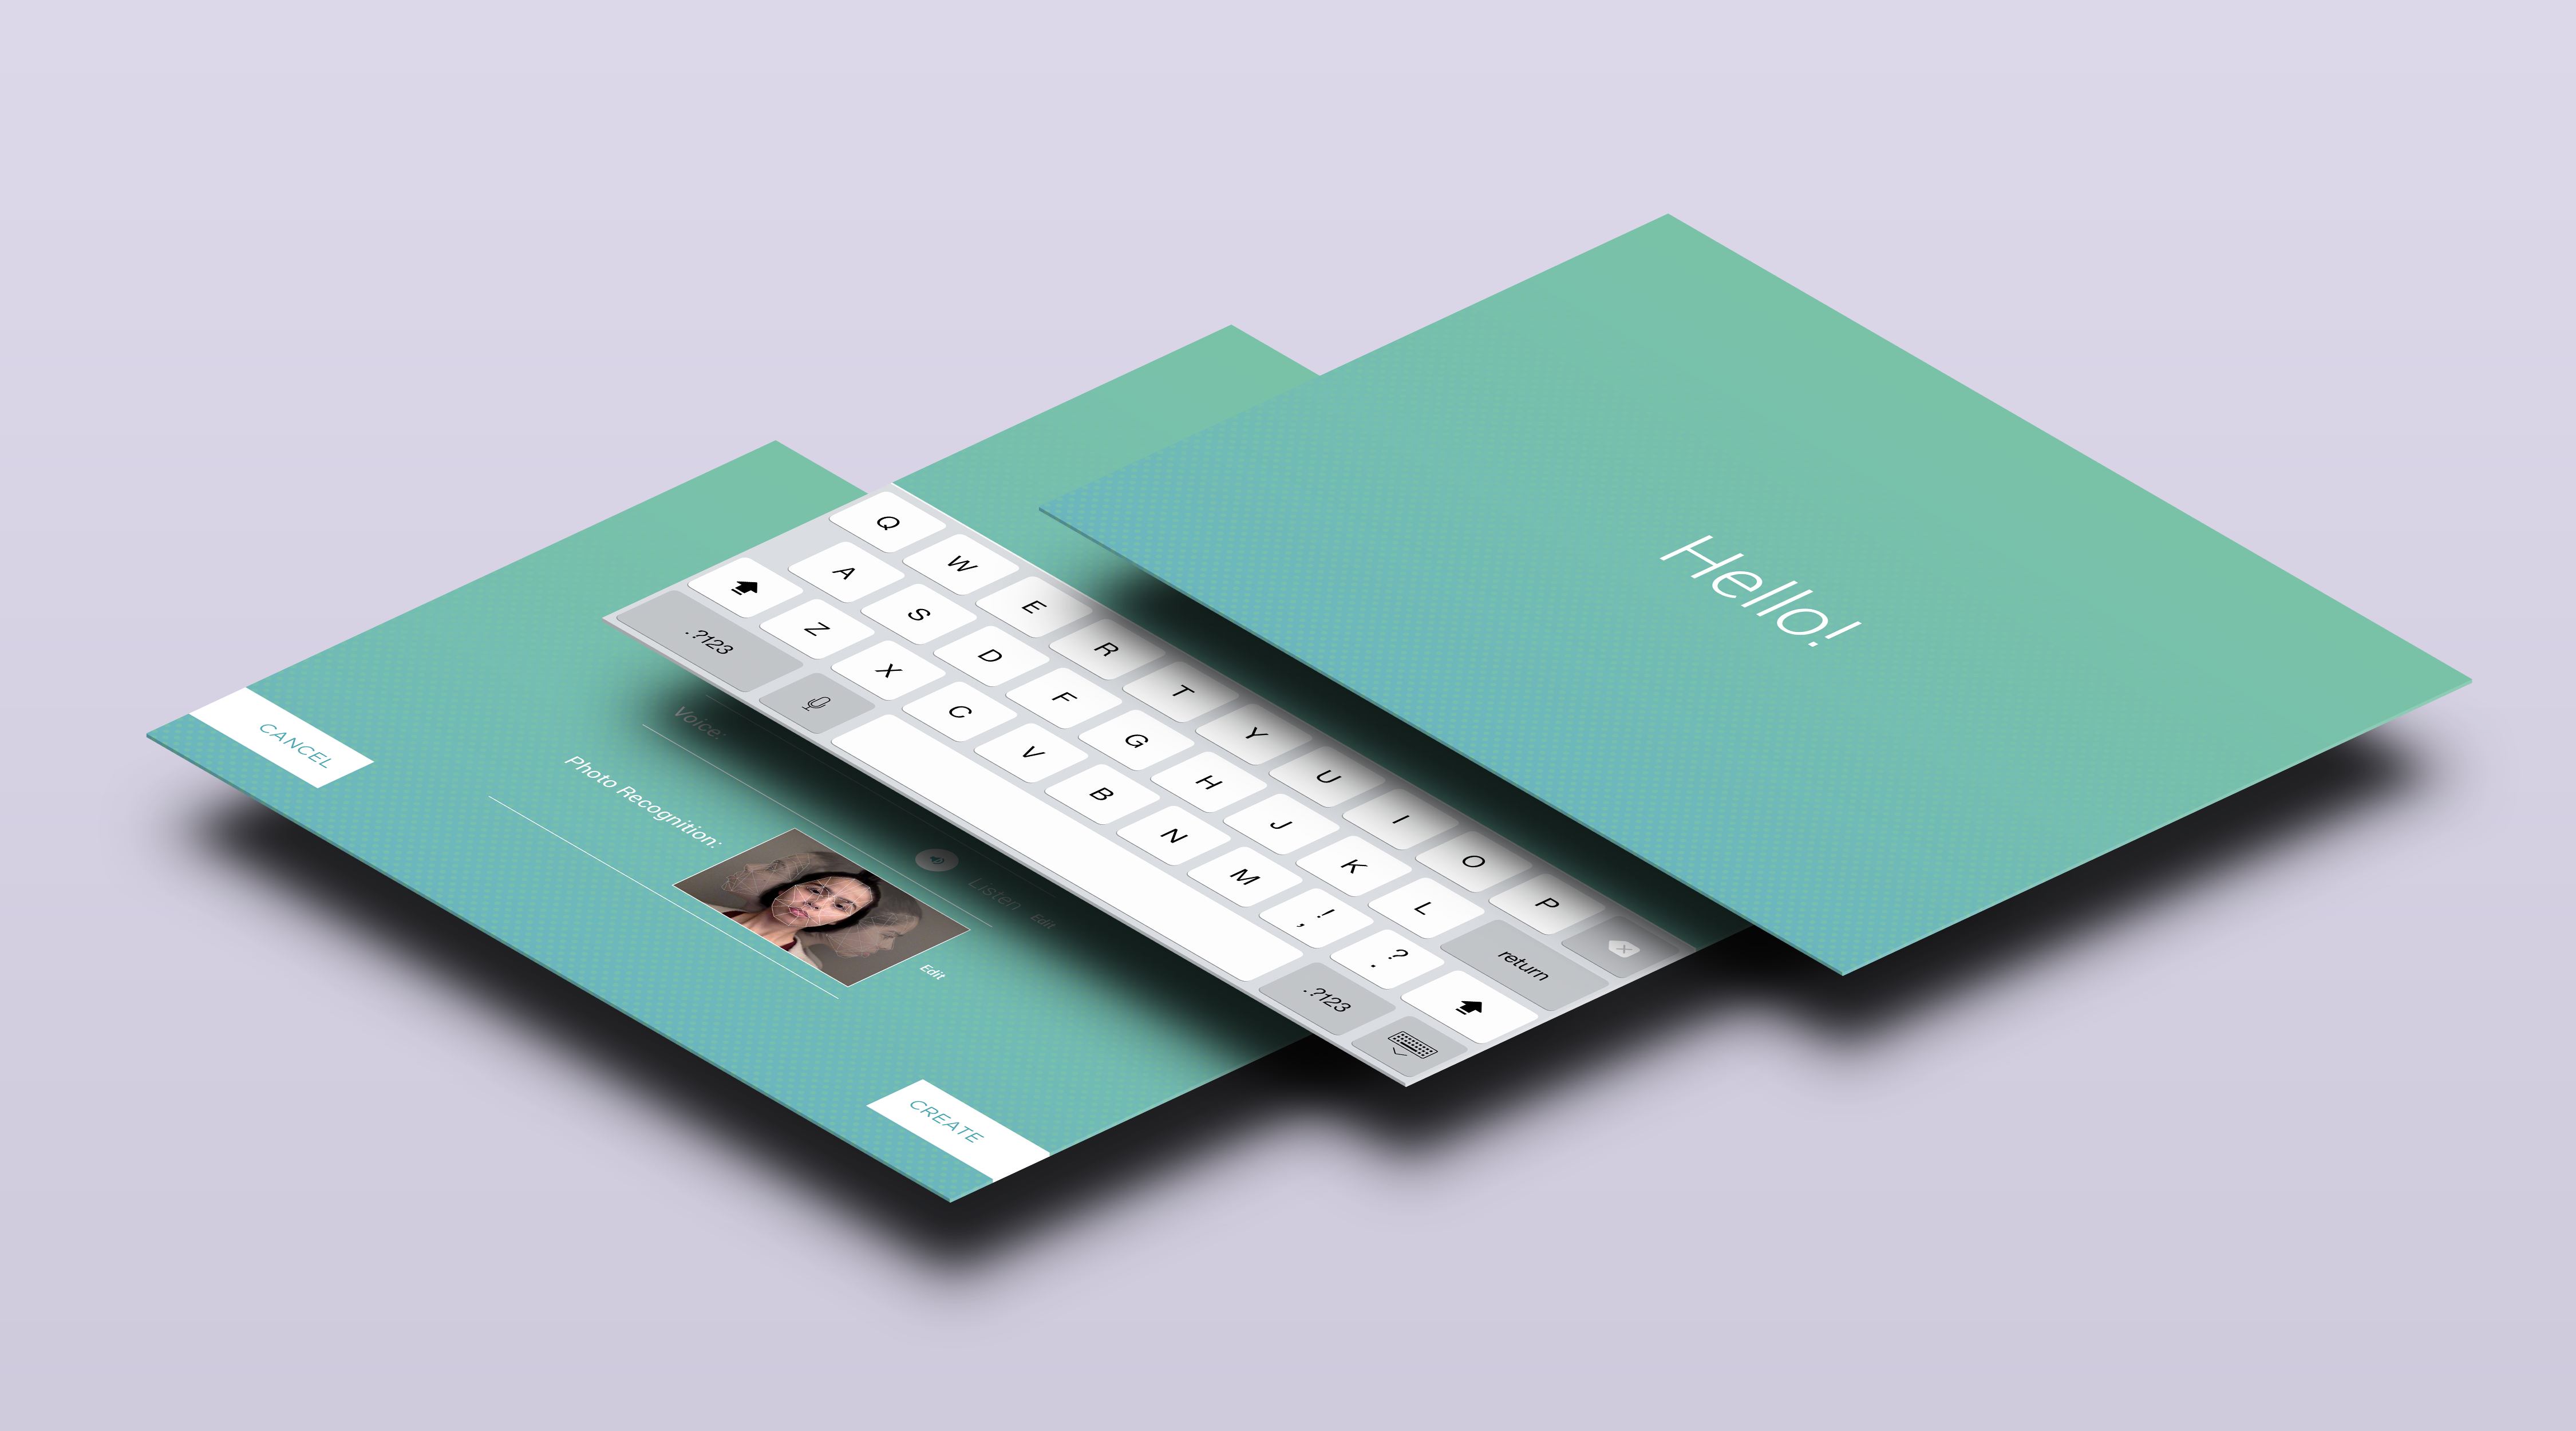 Hello!
Q W E R T Y U I O P
A S D F G H J K L return
Z X C V B N M ! , ? .
.?123 .?123
Voice:
Listen Edit
Photo Recognition:
Edit
CANCEL
CREATE